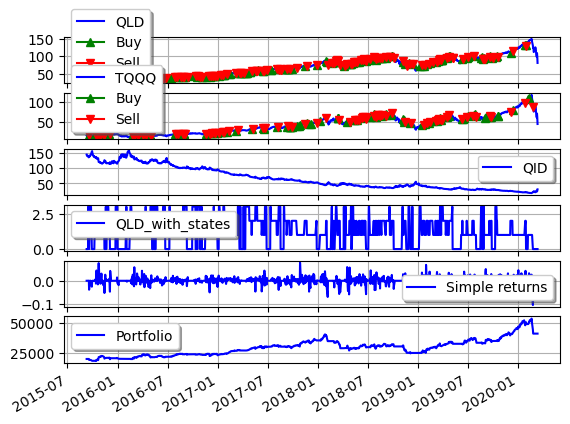 QLD
Buy
Sell
150
100
50
TQQQ
Buy
Sell
100
50
150
100
50
QID
2.5
0.0
QLD_with_states
0.0
−0.1
Simple returns
50000
25000
Portfolio
2015-07
2016-01
2016-07
2017-01
2017-07
2018-01
2018-07
2019-01
2019-07
2020-01